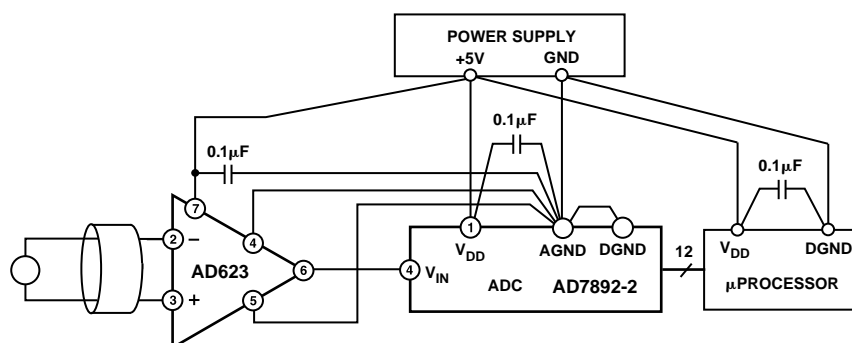 POWER SUPPLY
+5V GND
0.1µF
0.1µF
0.1µF
7
2 −
4
1
VDD
AGND
DGND
VDD
DGND
AD623
6
4 VIN
12
3 +
5
ADC AD7892-2
µPROCESSOR